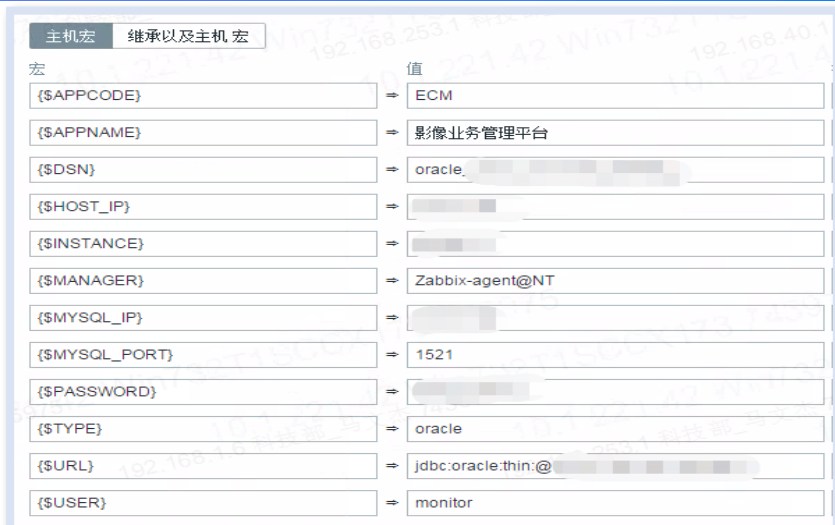 主机宏 继承以及主机 宏
宏 值
{$APPCODE} ⇒ ECM
{$APPNAME} ⇒ 影像业务管理平台
{$DSN} ⇒ oracle_
{$HOST_IP} ⇒
{$INSTANCE} ⇒
{$MANAGER} ⇒ Zabbix-agent@NT
{$MYSQL_IP} ⇒
{$MYSQL_PORT} ⇒ 1521
{$PASSWORD} ⇒
{$TYPE} ⇒ oracle
{$URL} ⇒ jdbc:oracle:thin:@
{$USER} ⇒ monitor